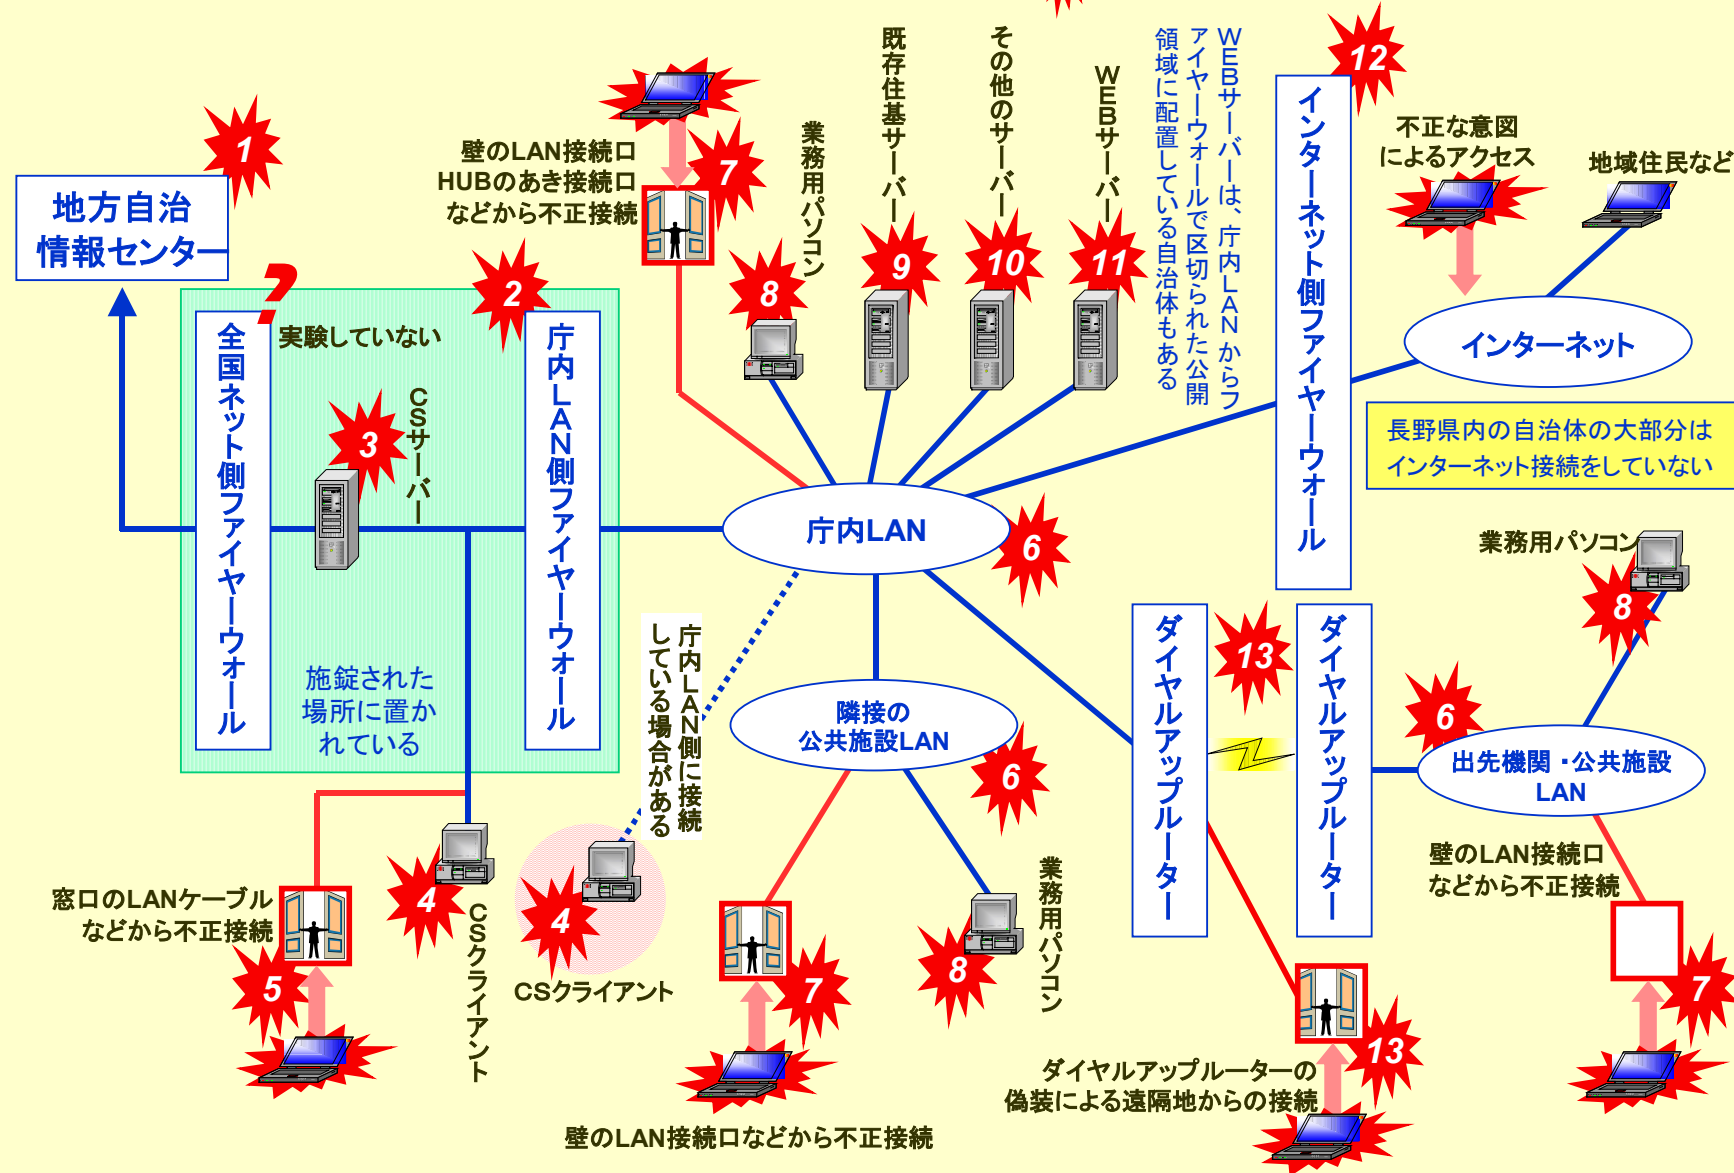 1
地方自治
情報センター
壁のLAN接続口
HUBのあき接続口
などから不正接続
7
業務用パソコン
8
既存住基サーバー
9
その他のサーバー
10
WEBサーバー
11
WEBサーバーは、庁内LANからフ
ァイヤーウォールで区切られた公開
領域に配置している自治体もある
12
インターネット側ファイヤーウォール
不正な意図
によるアクセス
地域住民など
インターネット
長野県内の自治体の大部分は
インターネット接続をしていない
?
実験していない
2
全国ネット側ファイヤーウォール
庁内LAN側ファイヤーウォール
3
CSサーバー
施錠された
場所に置か
れている
庁内LAN
6
庁内LAN側に接続
している場合がある
隣接の
公共施設LAN
6
ダイヤルアップルーター
13
ダイヤルアップルーター
業務用パソコン
8
6
出先機関・公共施設
LAN
壁のLAN接続口
などから不正接続
7
窓口のLANケーブル
などから不正接続
5
4
CSクライアント
4
CSクライアント
7
壁のLAN接続口などから不正接続
8
業務用パソコン
13
ダイヤルアップルーターの
偽装による遠隔地からの接続